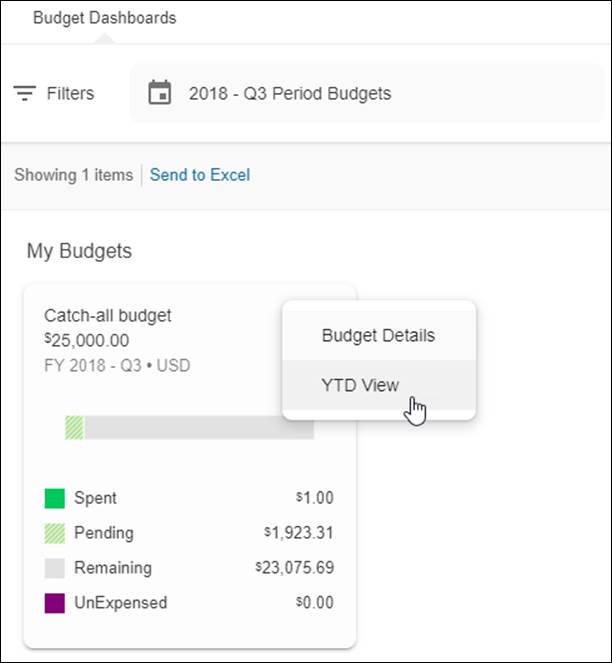 Budget Dashboards
Filters
2018 - Q3 Period Budgets
Showing 1 items Send to Excel
My Budgets
Catch-all budget
$25,000.00
FY 2018 - Q3 • USD
Budget Details
YTD View
Spent $1.00
Pending $1,923.31
Remaining $23,075.69
UnExpensed $0.00